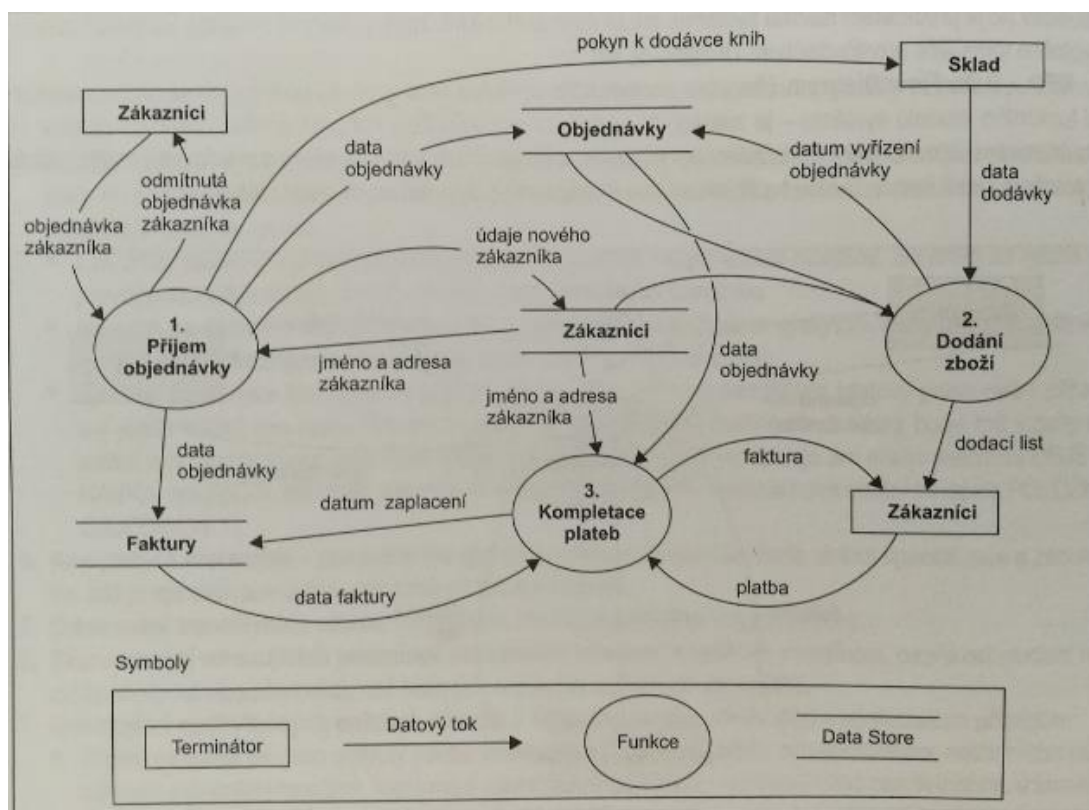 pokyn k dodávce knih
Sklad
Zákazníci
Objednávky
data
objednávky
datum vyřízení
objednávky
odmítnutá
objednávka
zákazníka
data
dodávky
objednávka
zákazníka
údaje nového
zákazníka
1.
Příjem
objednávky
Zákazníci
2.
Dodání
zboží
jméno a adresa
zákazníka
data
objednávky
jméno a adresa
zákazníka
data
objednávky
faktura
dodací list
datum zaplacení
3.
Kompletace
plateb
Zákazníci
Faktury
platba
data faktury
Symboly
Terminátor
Datový tok
Funkce
Data Store